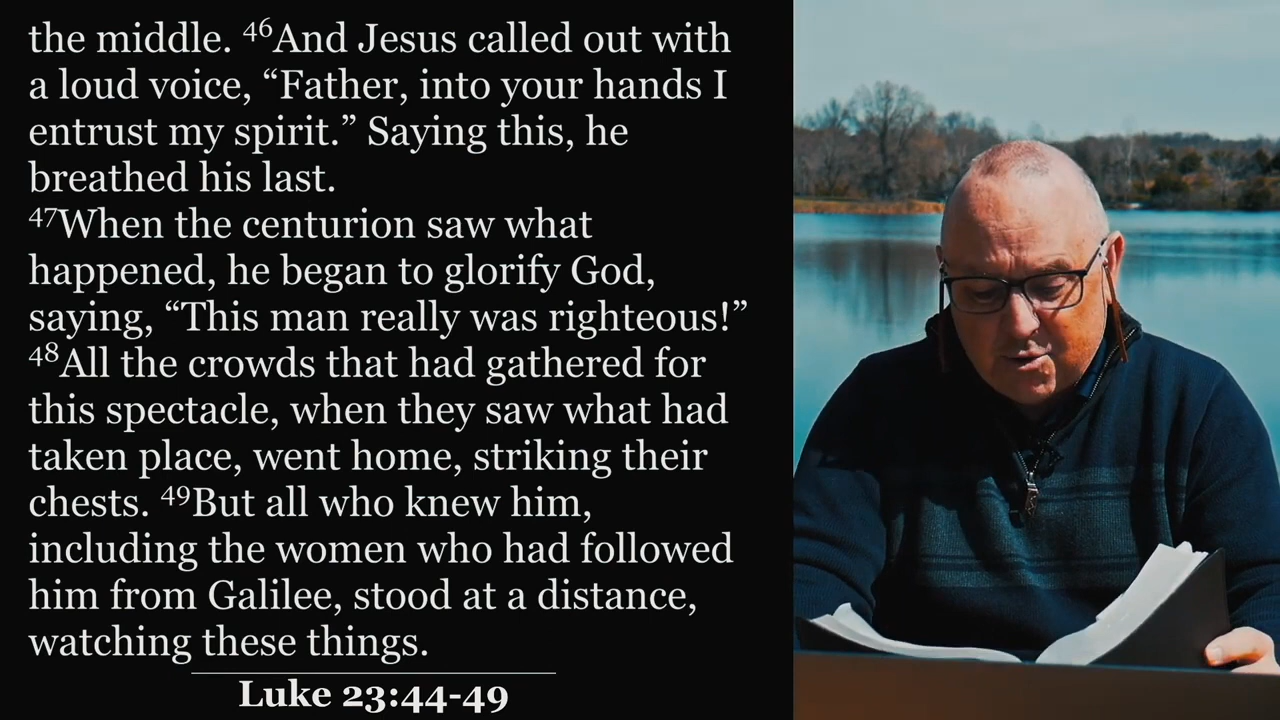 the middle. ⁴⁶And Jesus called out with
a loud voice, “Father, into your hands I
entrust my spirit.” Saying this, he
breathed his last.
⁴⁷When the centurion saw what
happened, he began to glorify God,
saying, “This man really was righteous!”
⁴⁸All the crowds that had gathered for
this spectacle, when they saw what had
taken place, went home, striking their
chests. ⁴⁹But all who knew him,
including the women who had followed
him from Galilee, stood at a distance,
watching these things.
Luke 23:44-49